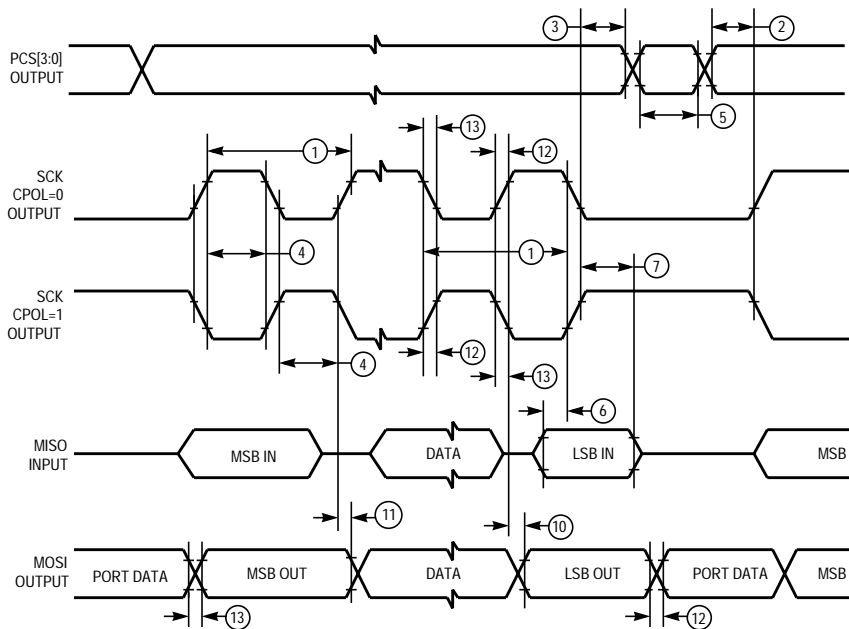 3
2
PCS[3:0]
OUTPUT
5
13
12
1
SCK
CPOL=0
OUTPUT
4
1
7
SCK
CPOL=1
OUTPUT
4
12
13
6
MISO
INPUT
MSB IN
DATA
LSB IN
MSB
11
10
MOSI
OUTPUT
PORT DATA
MSB OUT
DATA
LSB OUT
PORT DATA
MSB
13
12